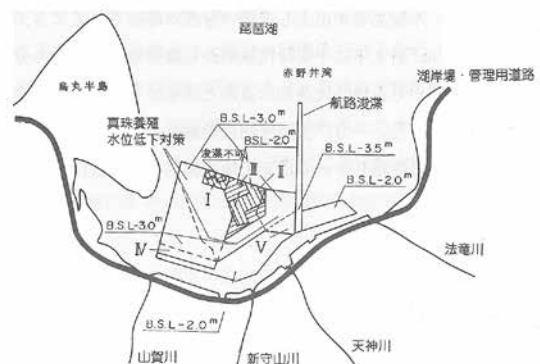 琵琶湖
赤野井湾
湖岸堤・管理用道路
烏丸半島
航路浚渫
B.S.L-3.0m
真珠養殖
水位低下対策
B.S.L-2.0m
B.S.L-3.5m
浚渫不可
B.S.L-2.0m
III
II
I
B.S.L-3.0m
IV
V
法竜川
B.S.L-2.0m
天神川
山賀川
新守山川